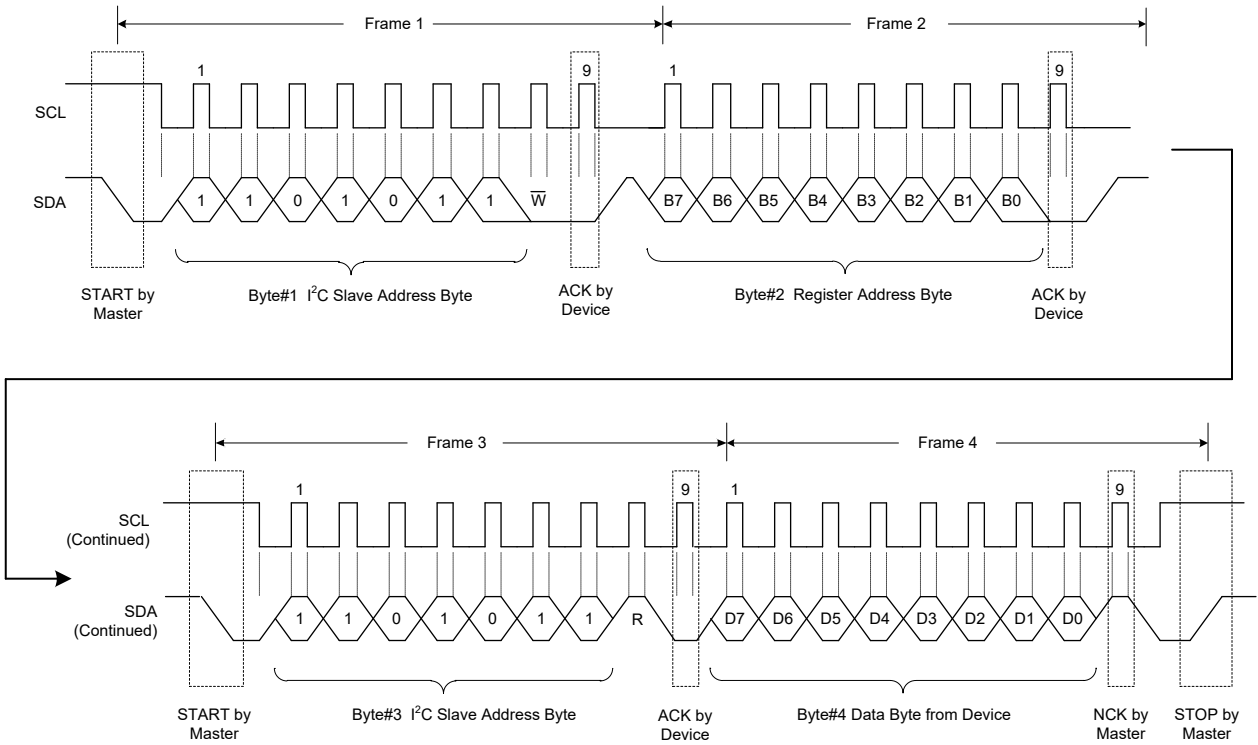 Frame 1
Frame 2
1
9
1
9
SCL
SDA
1 1 0 1 0 1 1 W̅
B7 B6 B5 B4 B3 B2 B1 B0
START by
Master
Byte#1 I²C Slave Address Byte
ACK by
Device
Byte#2 Register Address Byte
ACK by
Device
Frame 3
Frame 4
1
9
1
9
SCL
(Continued)
SDA
(Continued)
1 1 0 1 0 1 1 R
D7 D6 D5 D4 D3 D2 D1 D0
START by
Master
Byte#3 I²C Slave Address Byte
ACK by
Device
Byte#4 Data Byte from Device
NCK by
Master
STOP by
Master